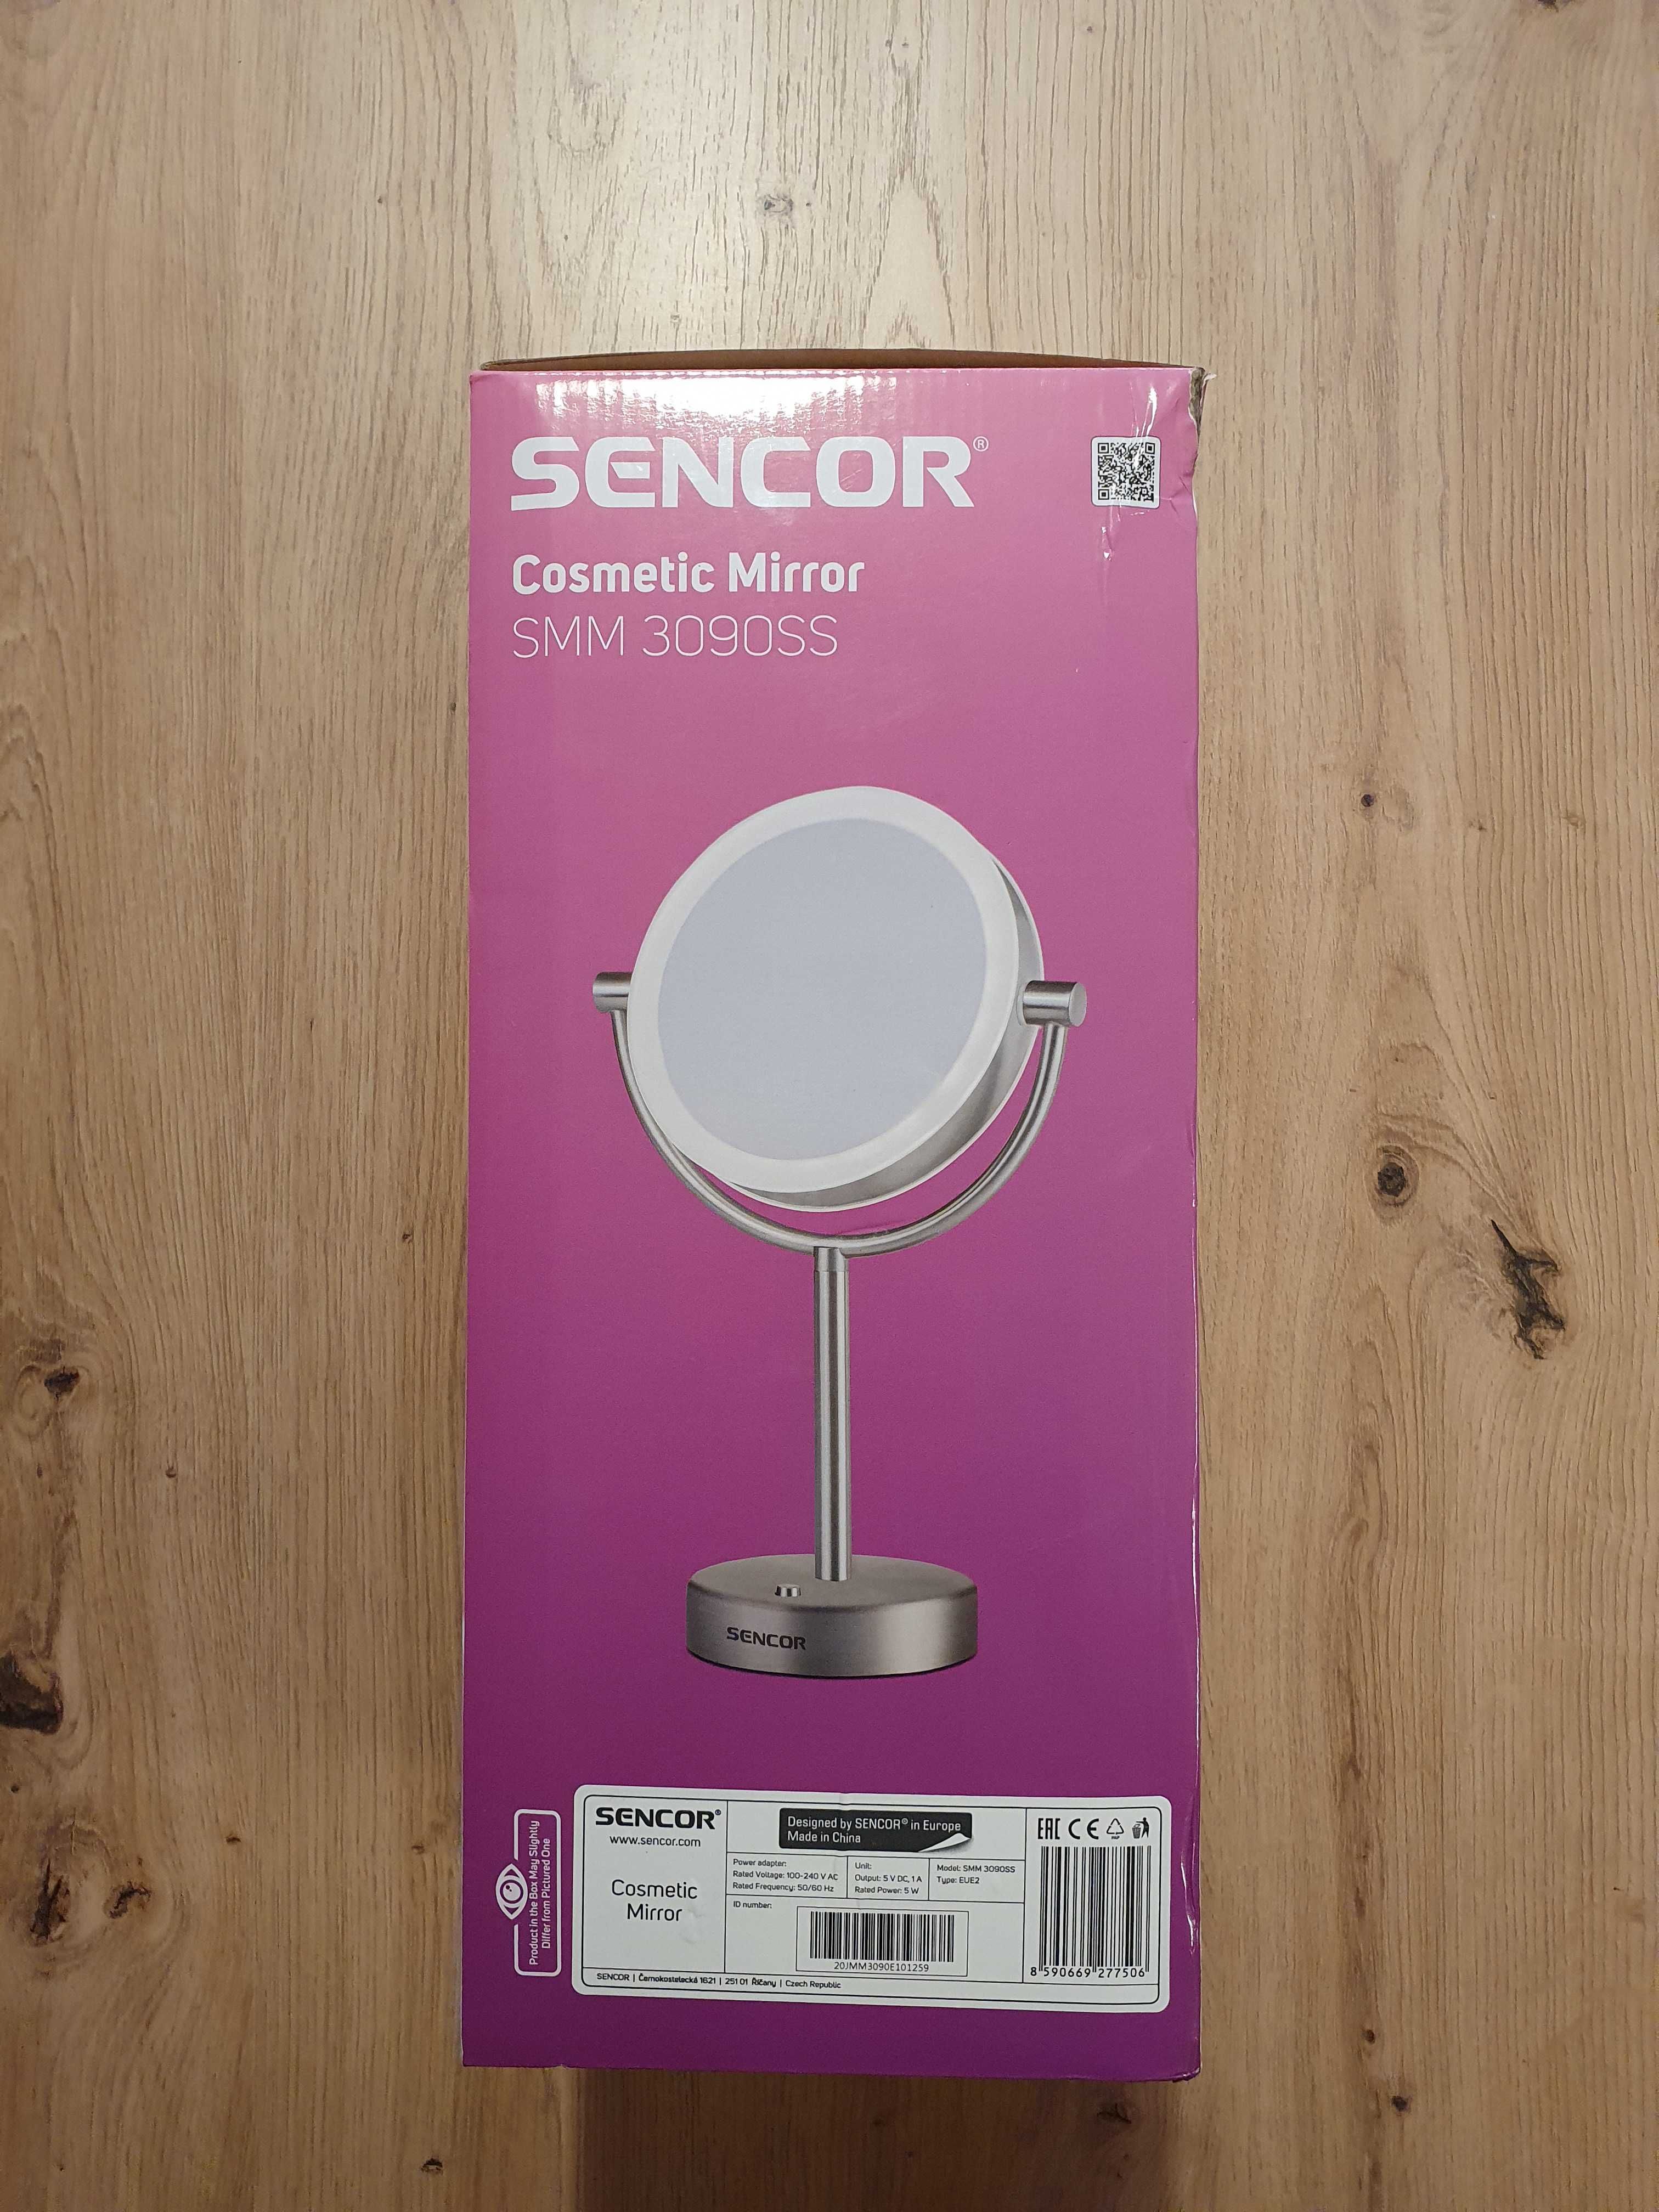 SENCOR®
Cosmetic Mirror
SMM 3090SS
SENCOR
Product in the Box May Slightly
Differ from Pictured One
SENCOR®
www.sencor.com
Cosmetic
Mirror
Designed by SENCOR® in Europe
Made in China
Power adapter:
Rated Voltage: 100-240 V AC
Rated Frequency: 50/60 Hz
Unit:
Output: 5 V DC, 1 A
Rated Power: 5 W
Model: SMM 3090SS
Type: EUE2
ID number:
20JMM3090E101259
EAC CE
PAP
8 590669 277506
SENCOR | Černokostelecká 1621 | 251 01 Říčany | Czech Republic